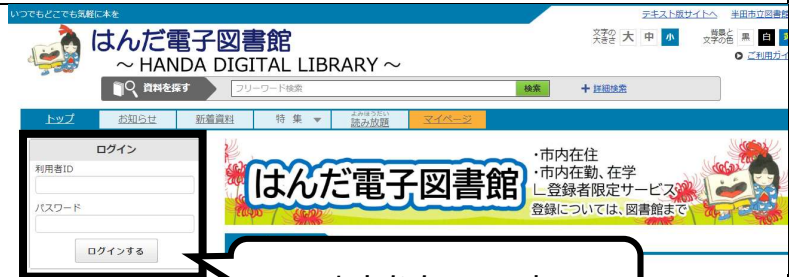 いつでもどこでも気軽に本を
テキスト版サイトへ 半田市立図書館
はんだ電子図書館
～ HANDA DIGITAL LIBRARY ～
文字の大きさ 大 中 小 背景と文字の色 黒 白
ご利用ガイ
資料を探す フリーワード検索 検索 + 詳細検索
トップ お知らせ 新着資料 特集 ▼ 読み放題 よみほうだい マイページ
ログイン
利用者ID
パスワード
ログインする
はんだ電子図書館
・市内在住
・市内在勤、在学
∟登録者限定サービス
登録については、図書館まで